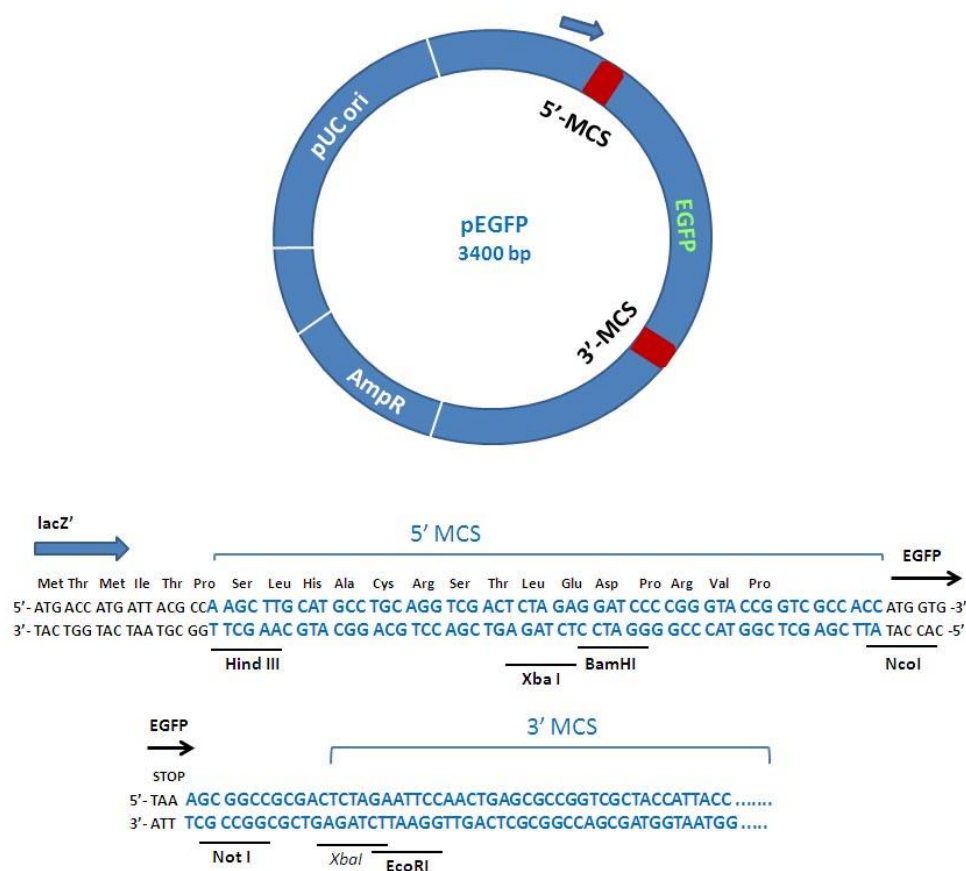 5'-MCS
pUC ori
pEGFP
3400 bp
EGFP
3'-MCS
AmpR
lacZ'
5' MCS
EGFP
Met Thr Met Ile Thr Pro Ser Leu His Ala Cys Arg Ser Thr Leu Glu Asp Pro Arg Val Pro
5'- ATG ACC ATG ATT ACG CCA AGC TTG CAT GCC TGC AGG TCG ACT CTA GAG GAT CCC CGG GTA CCG GTC GCC ACC ATG GTG -3'
3'- TAC TGG TAC TAA TGC GGT TCG AAC GTA CGG ACG TCC AGC TGA GAT CTC CTA GGG GCC CAT GGC TCG AGC TTA TAC CAC -5'
Hind III
Xba I
BamHI
NcoI
EGFP
3' MCS
STOP
5'- TAA AGC GGCCGCGACTCTAGAATTCCAACTGAGCGCCGGTCGCTACCATTACC .......
3'- ATT TCG CCGGCGCTGAGATCTTAAGGTTGACTCGCGGCCAGCGATGGTAATGG .....
Not I
XbaI
EcoRI